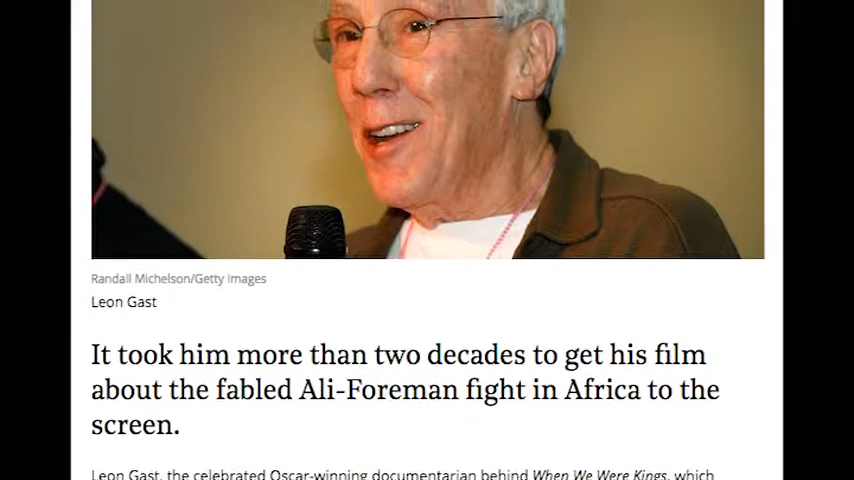 Randall Michelson/Getty Images
Leon Gast
It took him more than two decades to get his film
about the fabled Ali-Foreman fight in Africa to the
screen.
Leon Gast, the celebrated Oscar-winning documentarian behind When We Were Kings, which